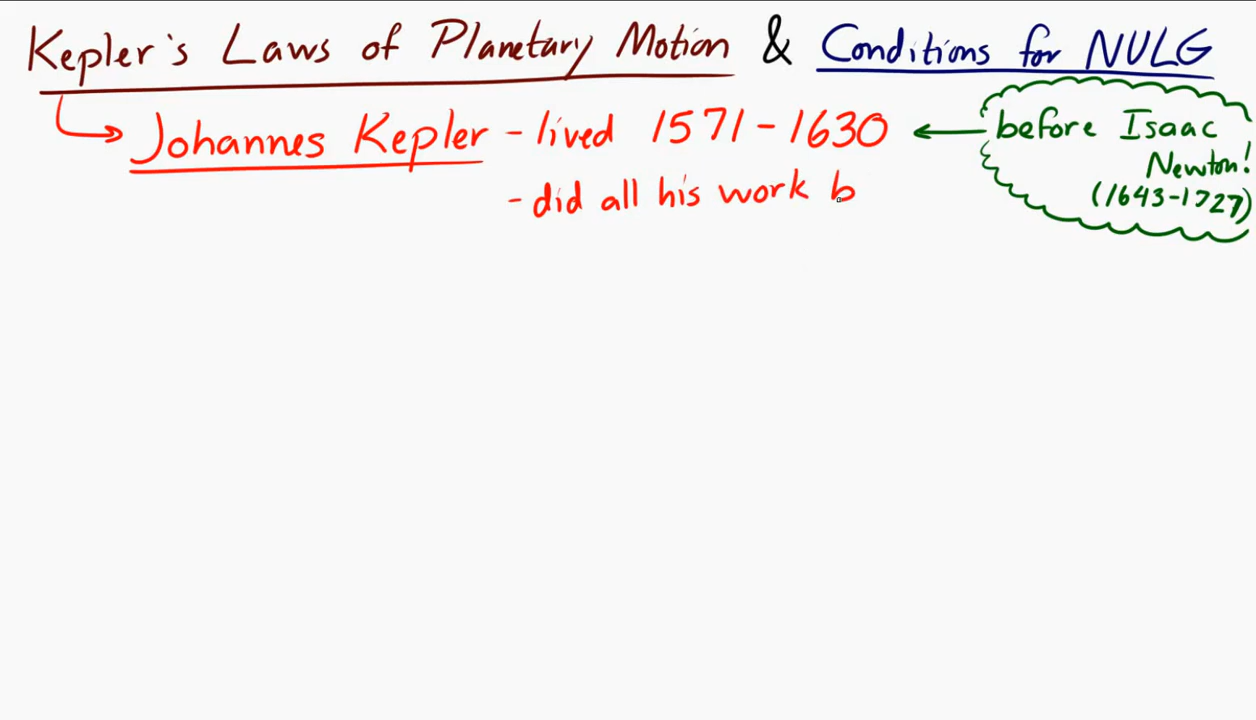 Kepler's Laws of Planetary Motion & Conditions for NULG
Johannes Kepler - lived 1571-1630
before Isaac
Newton!
(1643-1727)
- did all his work b